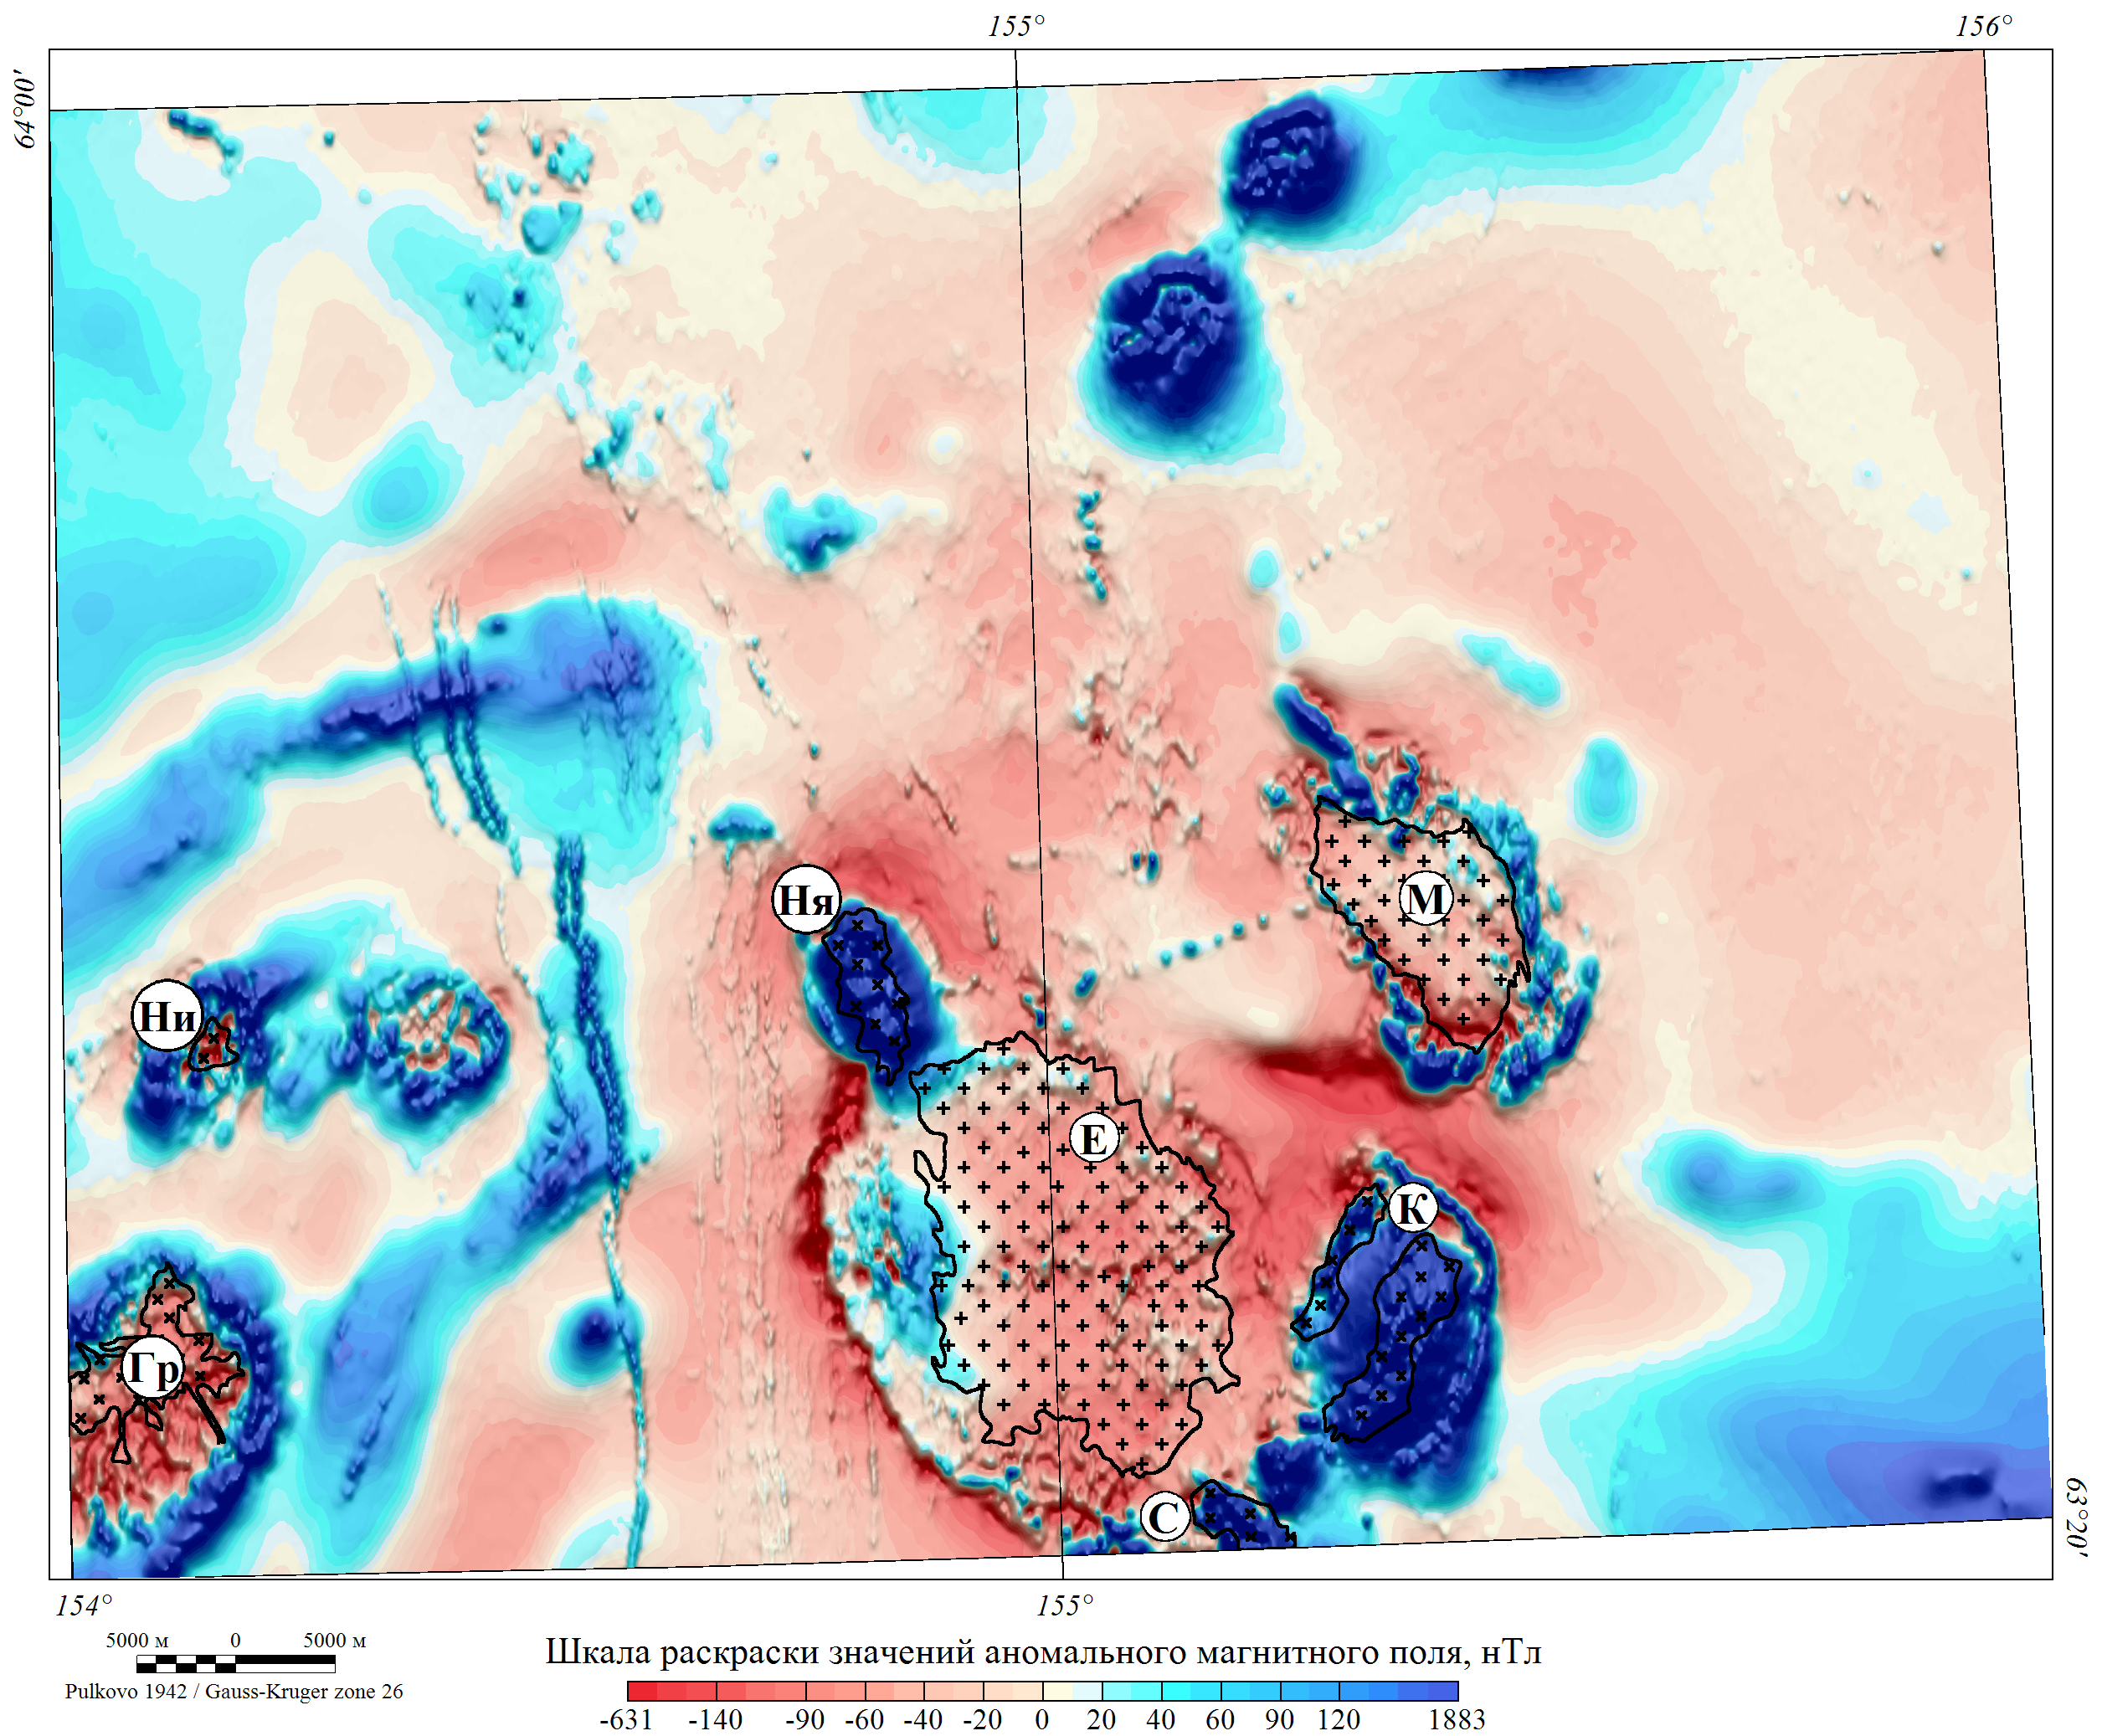 155°
156°
64°00'
Ня
М
Ни
Е
К
Гр
С
63°20'
154°
155°
5000 м 0 5000 м
Pulkovo 1942 / Gauss-Kruger zone 26
Шкала раскраски значений аномального магнитного поля, нТл
-631 -140 -90 -60 -40 -20 0 20 40 60 90 120 1883